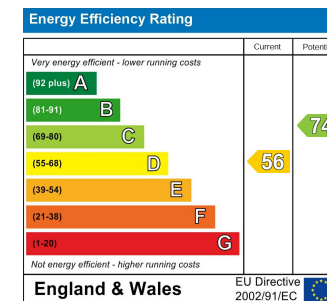 Energy Efficiency Rating
Current
Very energy efficient - lower running costs
(92 plus) A
(81-91) B
(69-80) C
74
(55-68) D
56
(39-54) E
(21-38) F
(1-20) G
Not energy efficient - higher running costs
England & Wales
EU Directive
2002/91/EC